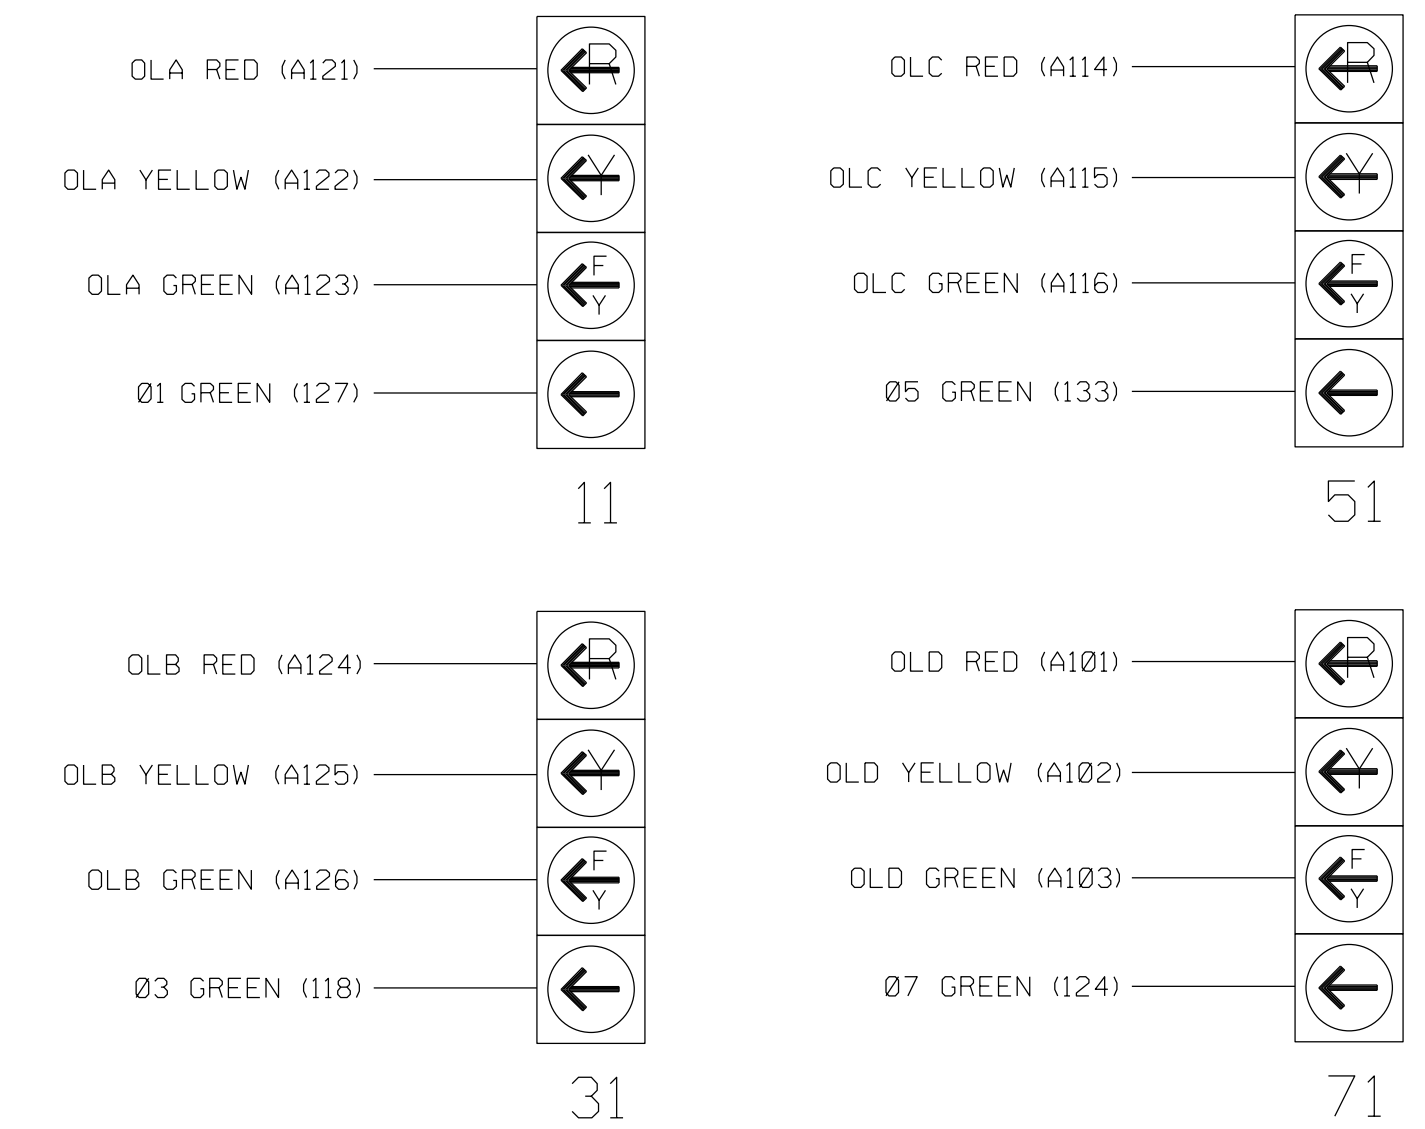 OLA RED (A121)
R
OLA YELLOW (A122)
Y
OLA GREEN (A123)
F
Y
Ø1 GREEN (127)
11
OLC RED (A114)
R
OLC YELLOW (A115)
Y
OLC GREEN (A116)
F
Y
Ø5 GREEN (133)
51
OLB RED (A124)
R
OLB YELLOW (A125)
Y
OLB GREEN (A126)
F
Y
Ø3 GREEN (118)
31
OLD RED (A1Ø1)
R
OLD YELLOW (A1Ø2)
Y
OLD GREEN (A1Ø3)
F
Y
Ø7 GREEN (124)
71